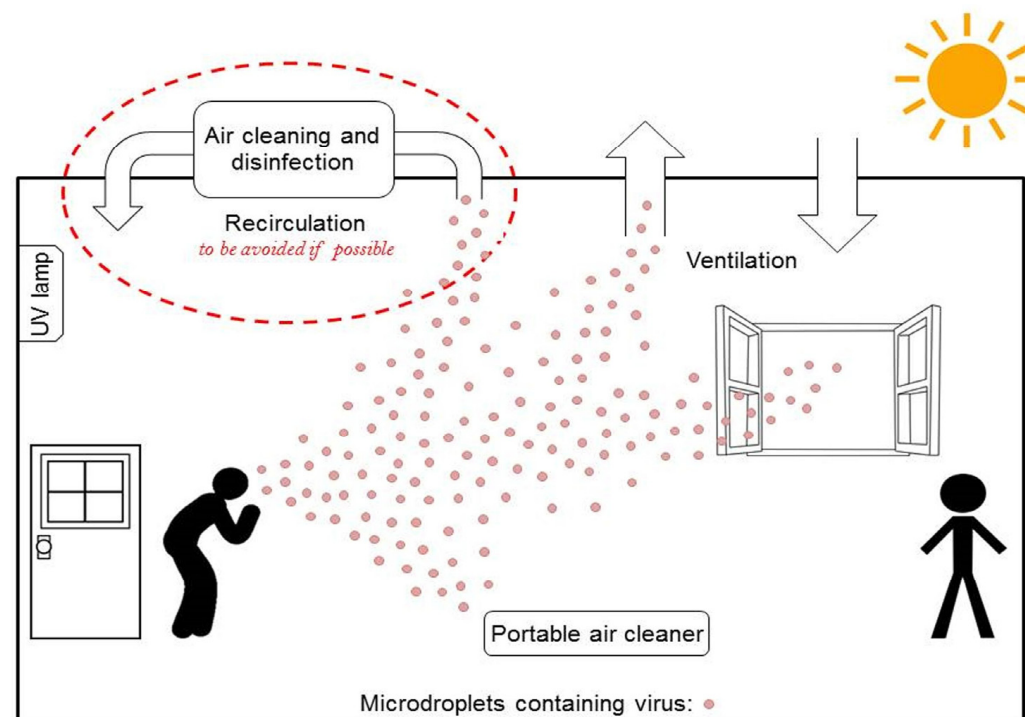 Air cleaning and
disinfection
Recirculation
to be avoided if possible
Ventilation
UV lamp
Portable air cleaner
Microdroplets containing virus: